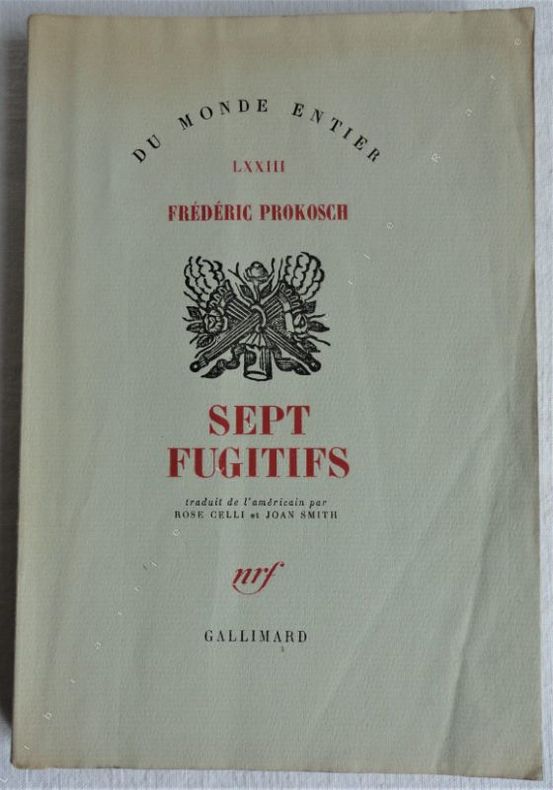 DU MONDE ENTIER
LXXIII
FRÉDÉRIC PROKOSCH
SEPT
FUGITIFS
traduit de l'américain par
ROSE CELLI et JOAN SMITH
nrf
GALLIMARD